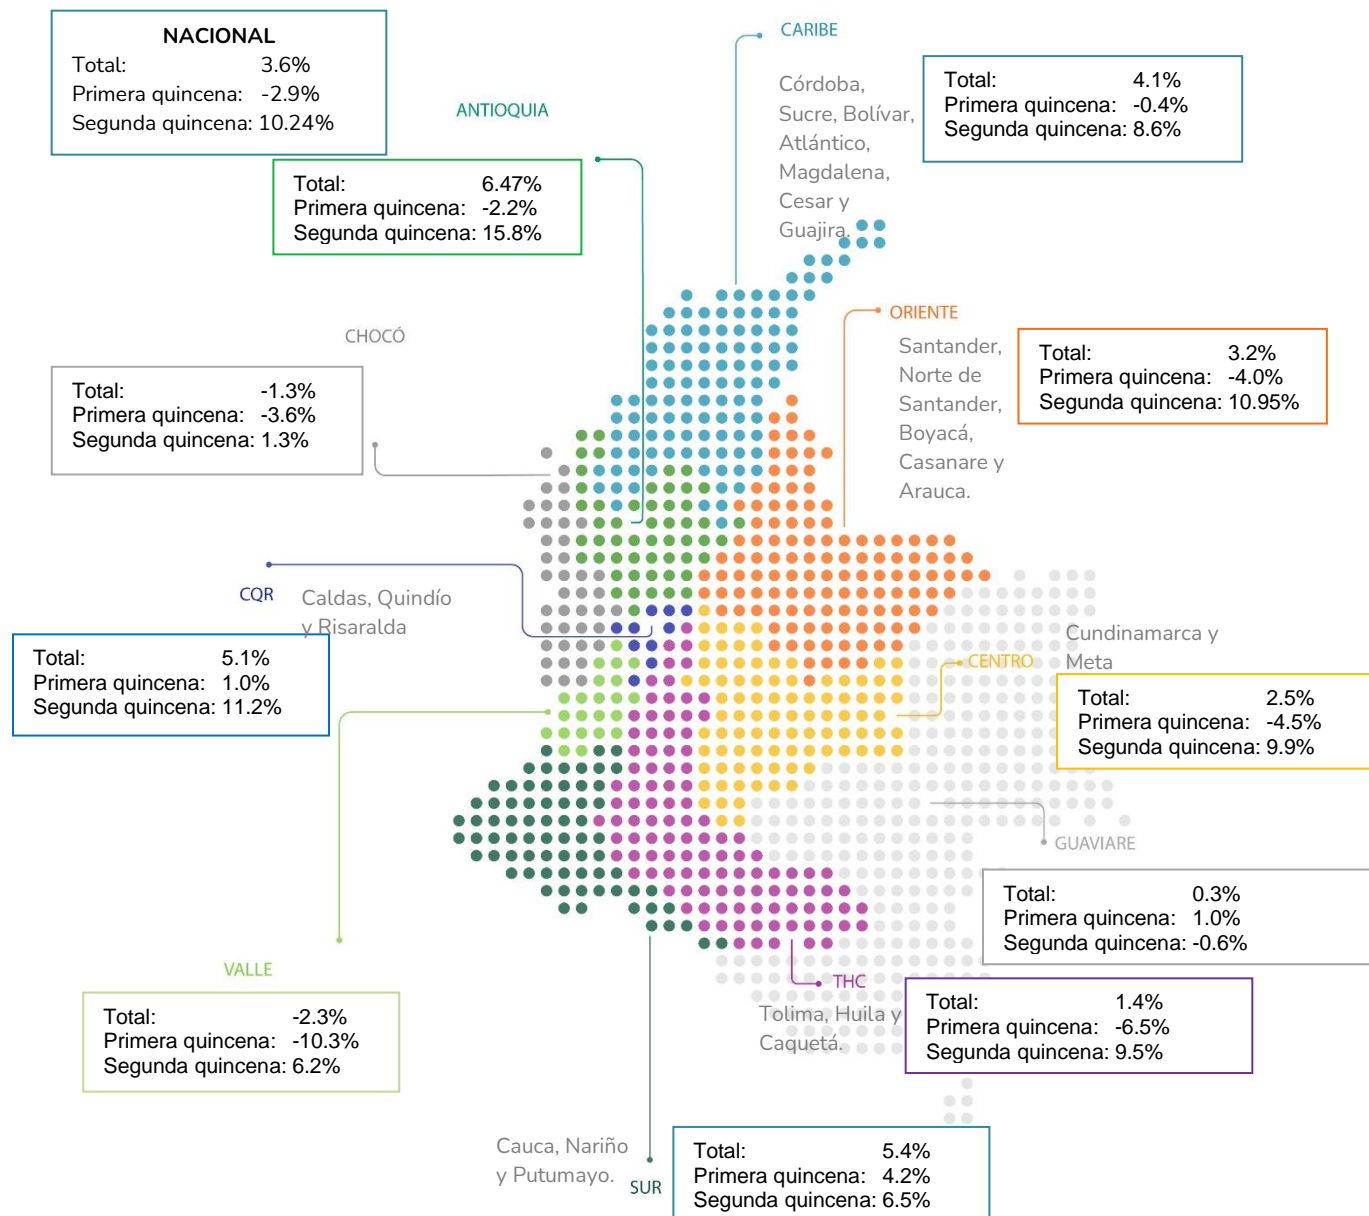 NACIONAL
Total: 3.6%
Primera quincena: -2.9%
Segunda quincena: 10.24%
CARIBE
Córdoba,
Sucre, Bolívar,
Atlántico,
Magdalena,
Cesar y
Guajira.
Total: 4.1%
Primera quincena: -0.4%
Segunda quincena: 8.6%
ANTIOQUIA
Total: 6.47%
Primera quincena: -2.2%
Segunda quincena: 15.8%
ORIENTE
Santander,
Norte de
Santander,
Boyacá,
Casanare y
Arauca.
Total: 3.2%
Primera quincena: -4.0%
Segunda quincena: 10.95%
CHOCÓ
Total: -1.3%
Primera quincena: -3.6%
Segunda quincena: 1.3%
CQR
Caldas, Quindío
y Risaralda
Total: 5.1%
Primera quincena: 1.0%
Segunda quincena: 11.2%
CENTRO
Cundinamarca y
Meta
Total: 2.5%
Primera quincena: -4.5%
Segunda quincena: 9.9%
GUAVIARE
Total: 0.3%
Primera quincena: 1.0%
Segunda quincena: -0.6%
VALLE
Total: -2.3%
Primera quincena: -10.3%
Segunda quincena: 6.2%
THC
Tolima, Huila y
Caquetá.
Total: 1.4%
Primera quincena: -6.5%
Segunda quincena: 9.5%
Cauca, Nariño
y Putumayo.
SUR
Total: 5.4%
Primera quincena: 4.2%
Segunda quincena: 6.5%